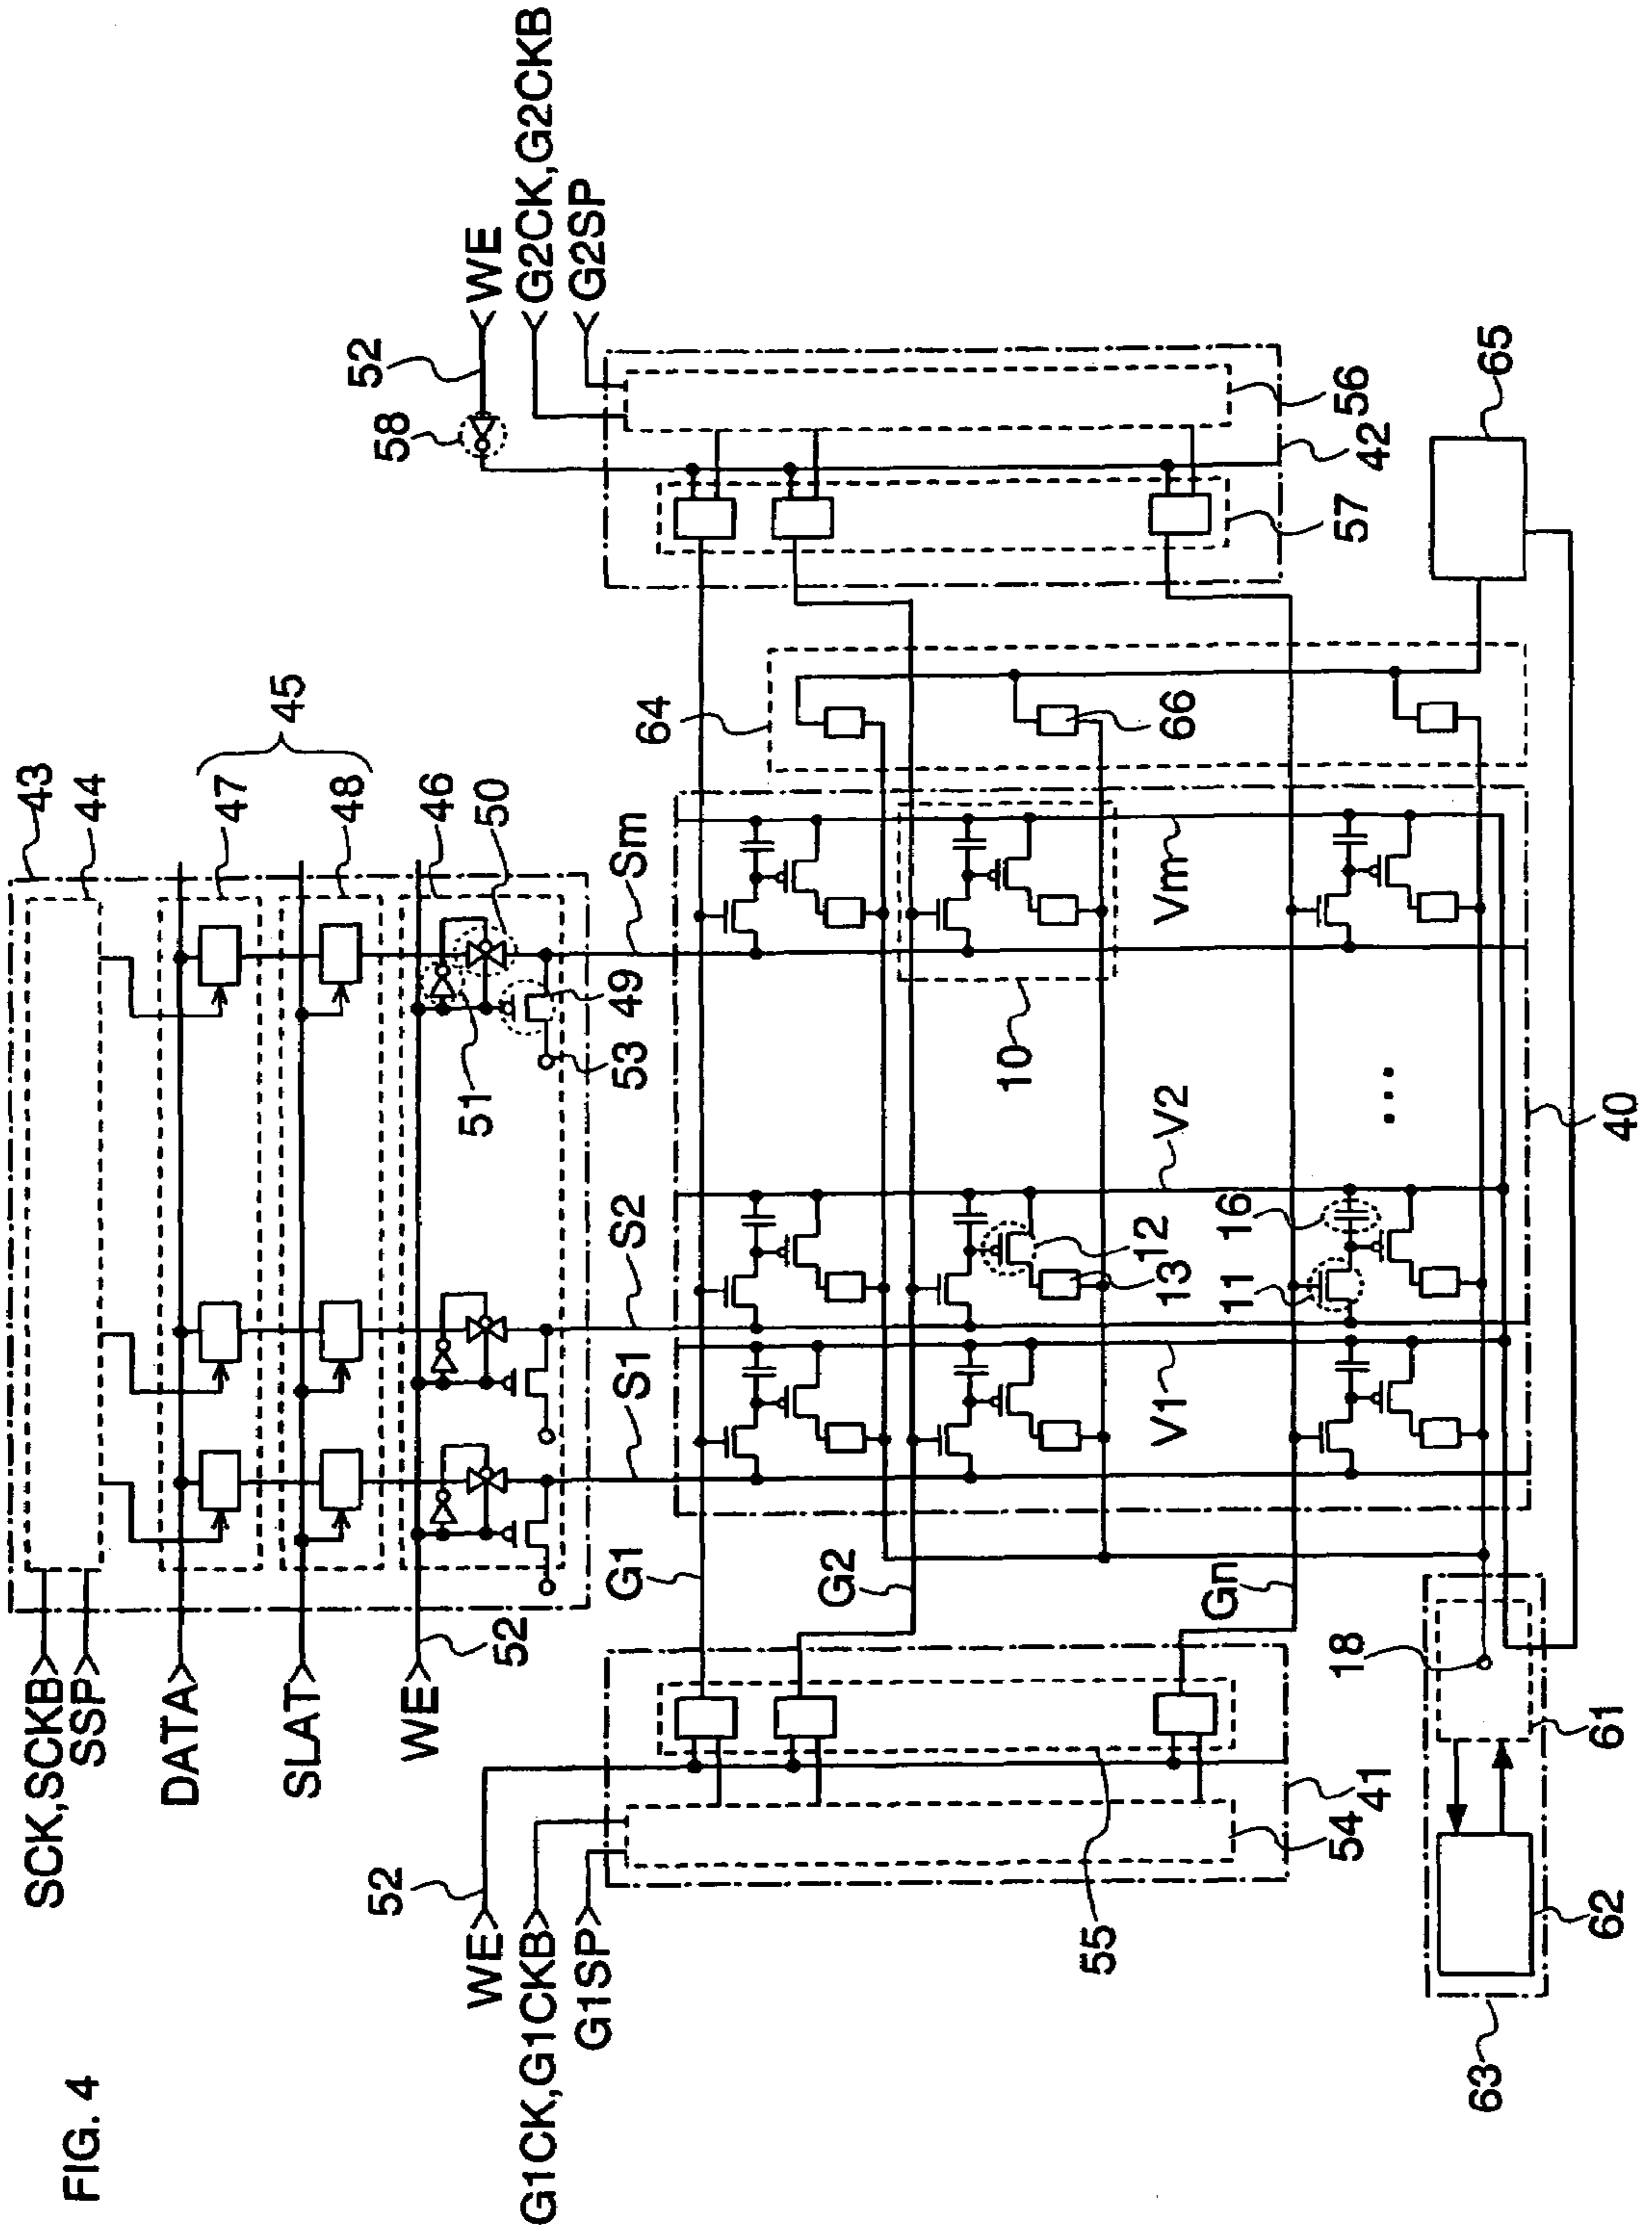 FIG. 4
SCK,SCKB
SSP
DATA
SLAT
WE
52
43
44
47
45
48
46
50
49
51
53
52
WE
58
G2CK,G2CKB
G2SP
52
WE
G1CK,G1CKB
G1SP
G1
S1
S2
Sm
64
G2
Gn
10
66
12
13
11
16
V1
V2
Vm
...
55
54
41
57
42
56
65
40
18
61
62
63